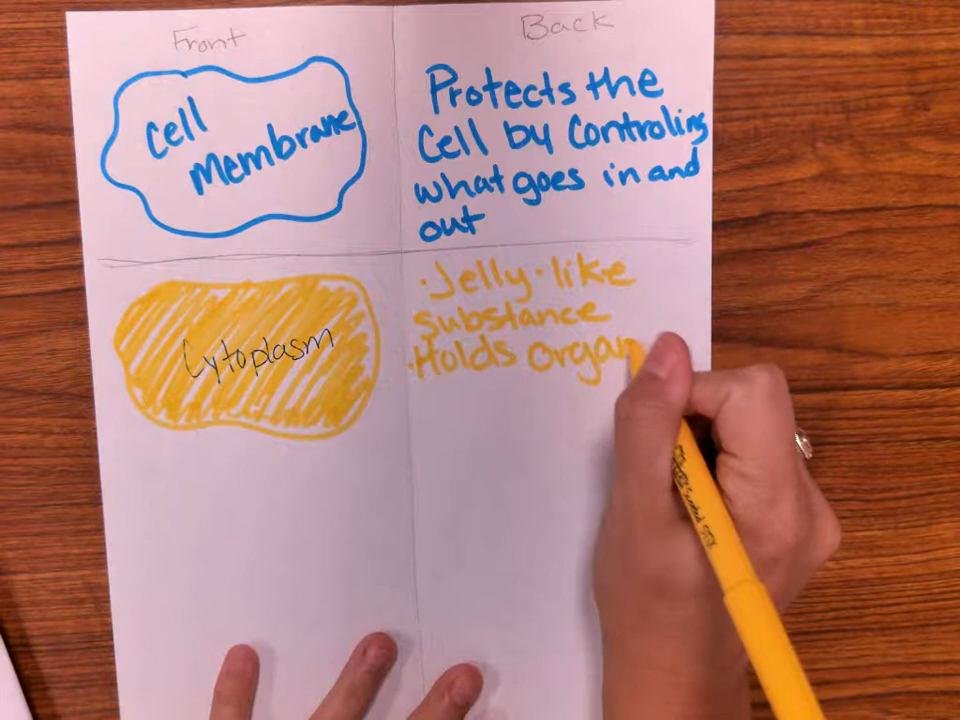 Front
Back
Cell
Membrane
Protects the
Cell by Controling
what goes in and
out
Cytoplasm
·Jelly-like
substance
·Holds Organ